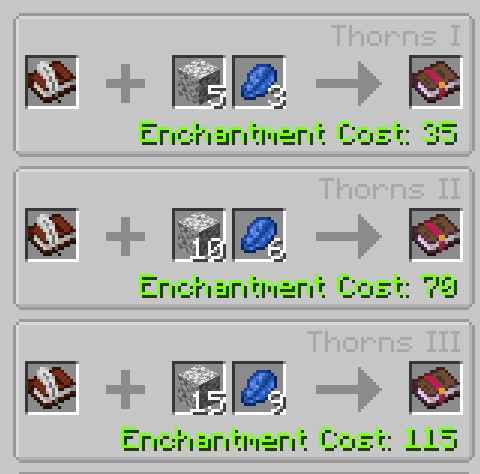 Thorns I
5 3
Enchantment Cost: 35
Thorns II
10 6
Enchantment Cost: 70
Thorns III
15 9
Enchantment Cost: 115